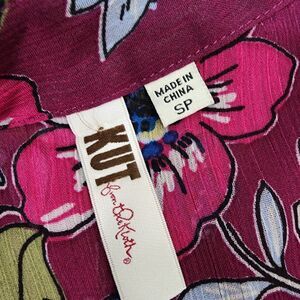 KUT
from the Kloth®
MADE IN
CHINA
SP